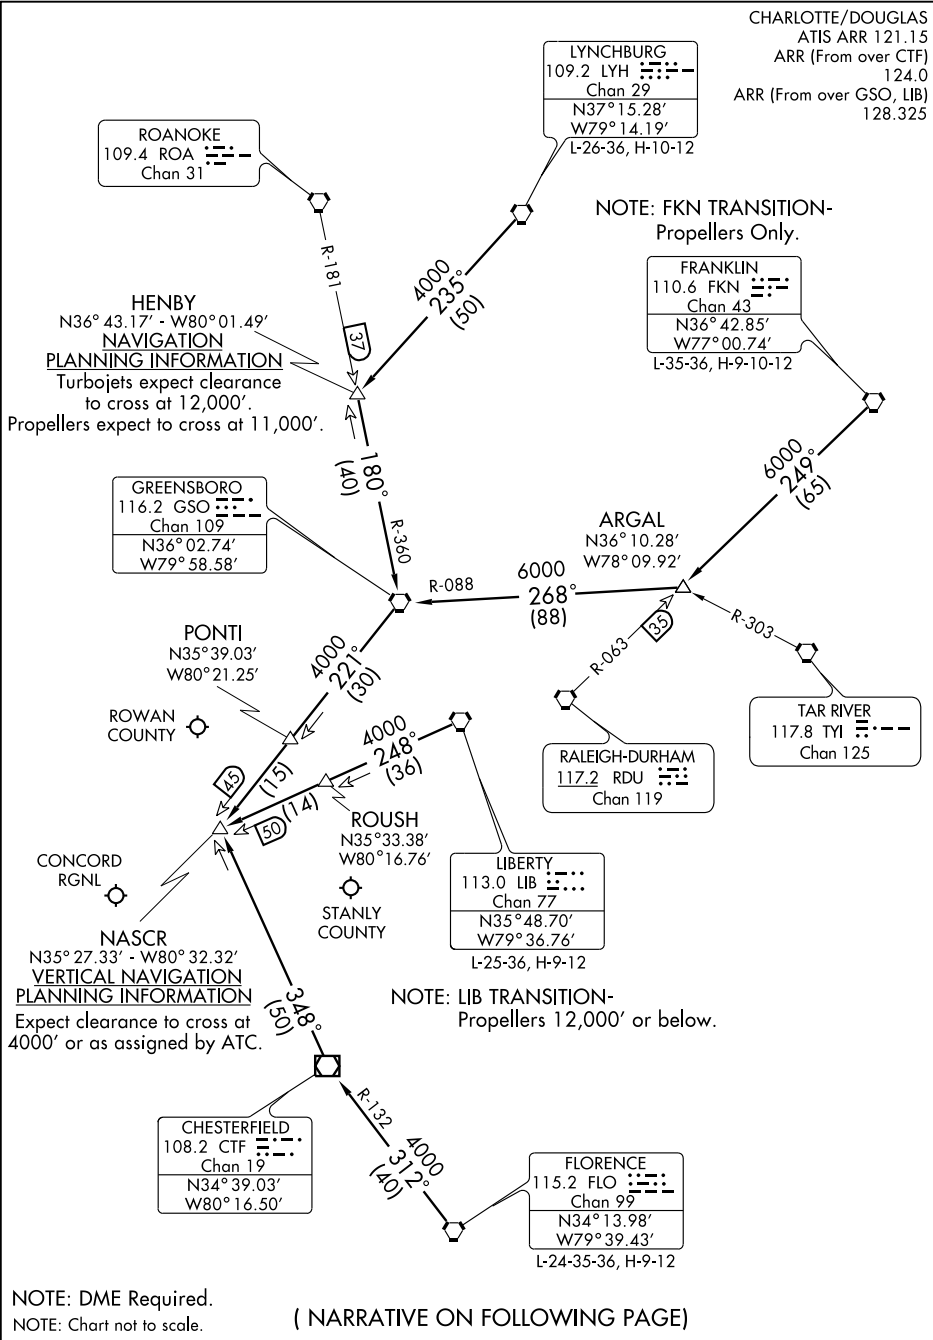 CHARLOTTE/DOUGLAS
ATIS ARR 121.15
ARR (From over CTF)
124.0
ARR (From over GSO, LIB)
128.325
LYNCHBURG
109.2 LYH
Chan 29
N37°15.28'
W79°14.19'
L-26-36, H-10-12
ROANOKE
109.4 ROA
Chan 31
NOTE: FKN TRANSITION-
Propellers Only.
FRANKLIN
110.6 FKN
Chan 43
N36°42.85'
W77°00.74'
L-35-36, H-9-10-12
R-181
37
4000
235°
(50)
HENBY
N36°43.17' - W80°01.49'
NAVIGATION
PLANNING INFORMATION
Turbojets expect clearance
to cross at 12,000'.
Propellers expect to cross at 11,000'.
180°
(40)
R-360
6000
249°
(65)
GREENSBORO
116.2 GSO
Chan 109
N36°02.74'
W79°58.58'
ARGAL
N36°10.28'
W78°09.92'
R-088
6000
268°
(88)
R-063
35
R-303
PONTI
N35°39.03'
W80°21.25'
4000
221°
(30)
ROWAN
COUNTY
TAR RIVER
117.8 TYI
Chan 125
RALEIGH-DURHAM
117.2 RDU
Chan 119
4000
248°
(36)
45
(15)
(14)
50
ROUSH
N35°33.38'
W80°16.76'
CONCORD
RGNL
STANLY
COUNTY
LIBERTY
113.0 LIB
Chan 77
N35°48.70'
W79°36.76'
L-25-36, H-9-12
NASCR
N35°27.33' - W80°32.32'
VERTICAL NAVIGATION
PLANNING INFORMATION
Expect clearance to cross at
4000' or as assigned by ATC.
NOTE: LIB TRANSITION-
Propellers 12,000' or below.
348°
(50)
CHESTERFIELD
108.2 CTF
Chan 19
N34°39.03'
W80°16.50'
R-132
4000
312°
(40)
FLORENCE
115.2 FLO
Chan 99
N34°13.98'
W79°39.43'
L-24-35-36, H-9-12
NOTE: DME Required.
NOTE: Chart not to scale.
( NARRATIVE ON FOLLOWING PAGE)